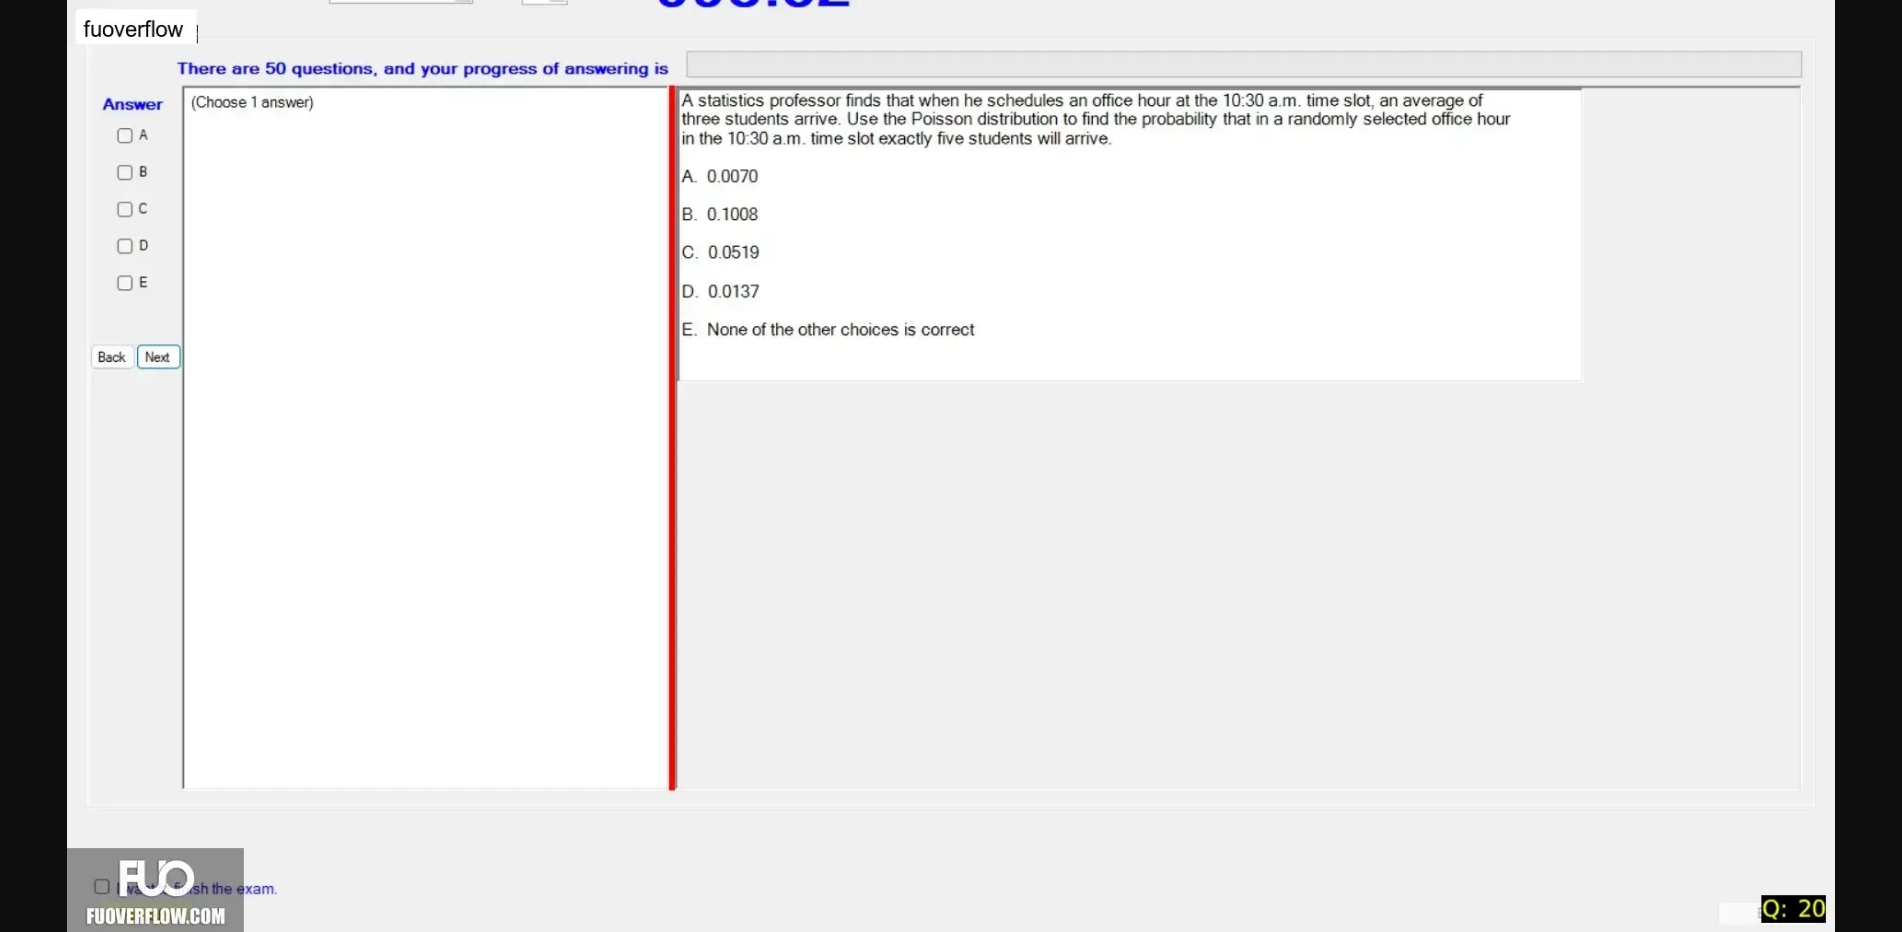 fuoverflow
There are 50 questions, and your progress of answering is
Answer
(Choose 1 answer)
A
B
C
D
E
Back
Next
A statistics professor finds that when he schedules an office hour at the 10:30 a.m. time slot, an average of
three students arrive. Use the Poisson distribution to find the probability that in a randomly selected office hour
in the 10:30 a.m. time slot exactly five students will arrive.
A. 0.0070
B. 0.1008
C. 0.0519
D. 0.0137
E. None of the other choices is correct
FUO
the exam.
FUOVERFLOW.COM
Q: 20